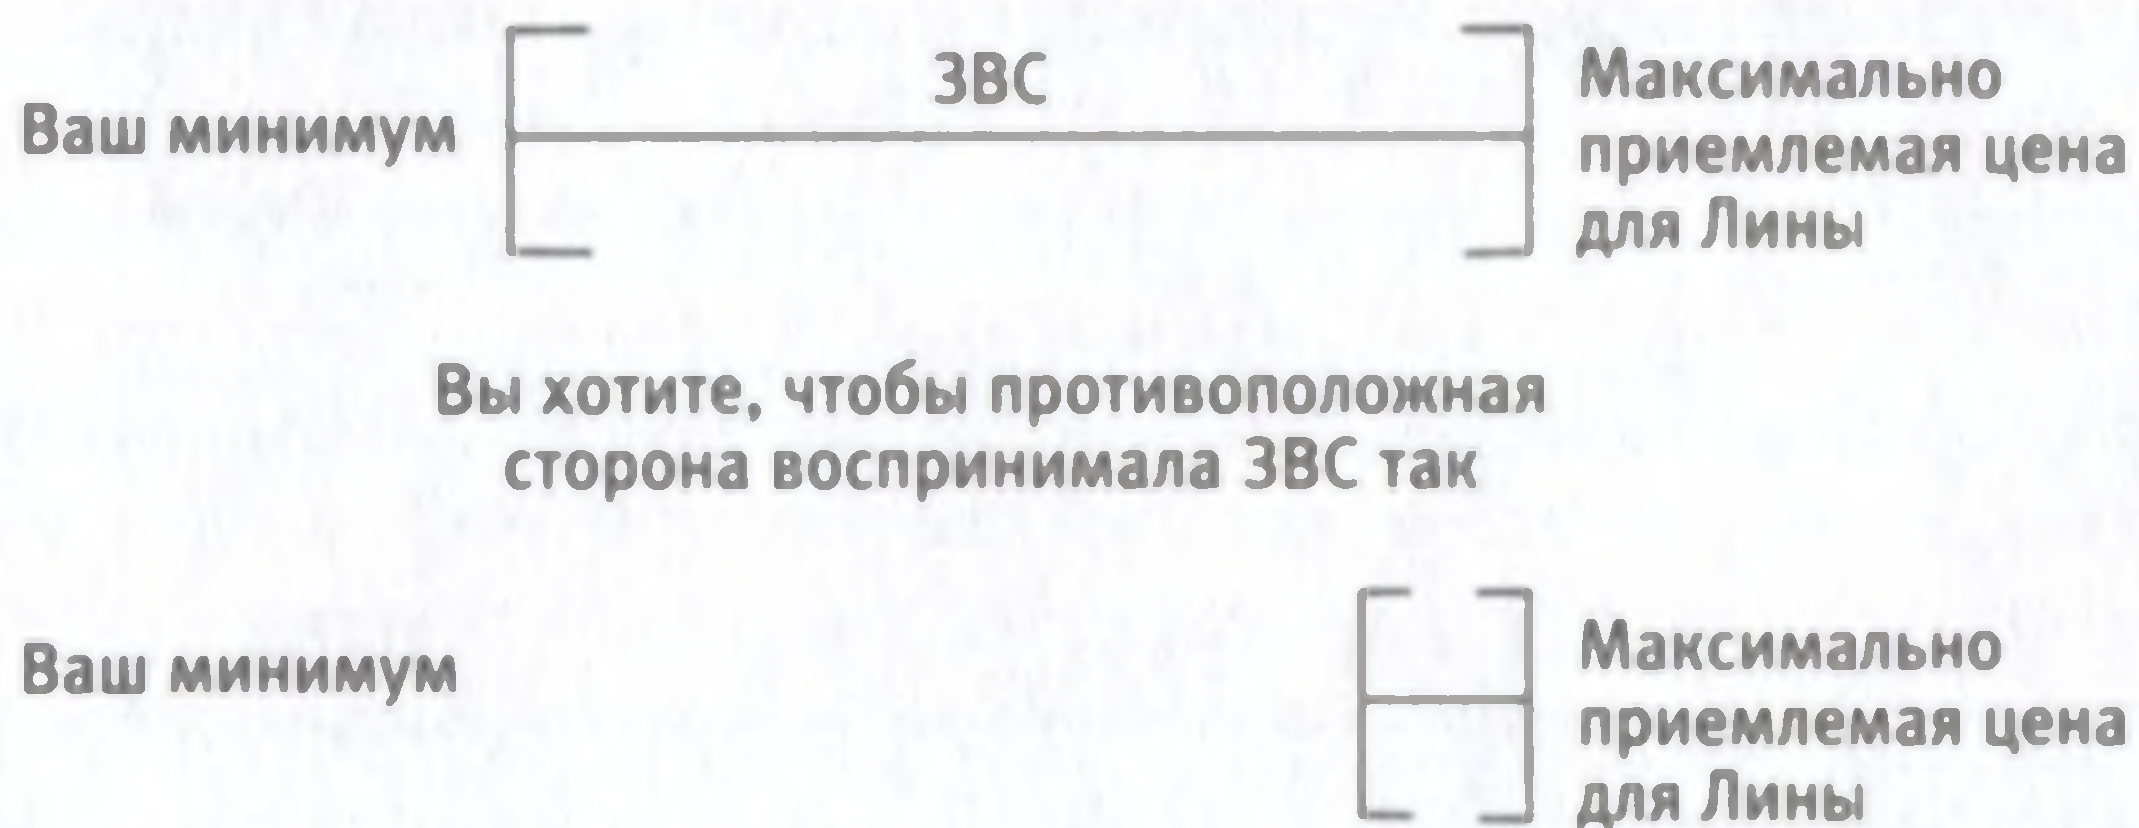 ЗВС
Ваш минимум
Максимально
приемлемая цена
для Лины
Вы хотите, чтобы противоположная
сторона воспринимала ЗВС так
Ваш минимум
Максимально
приемлемая цена
для Лины